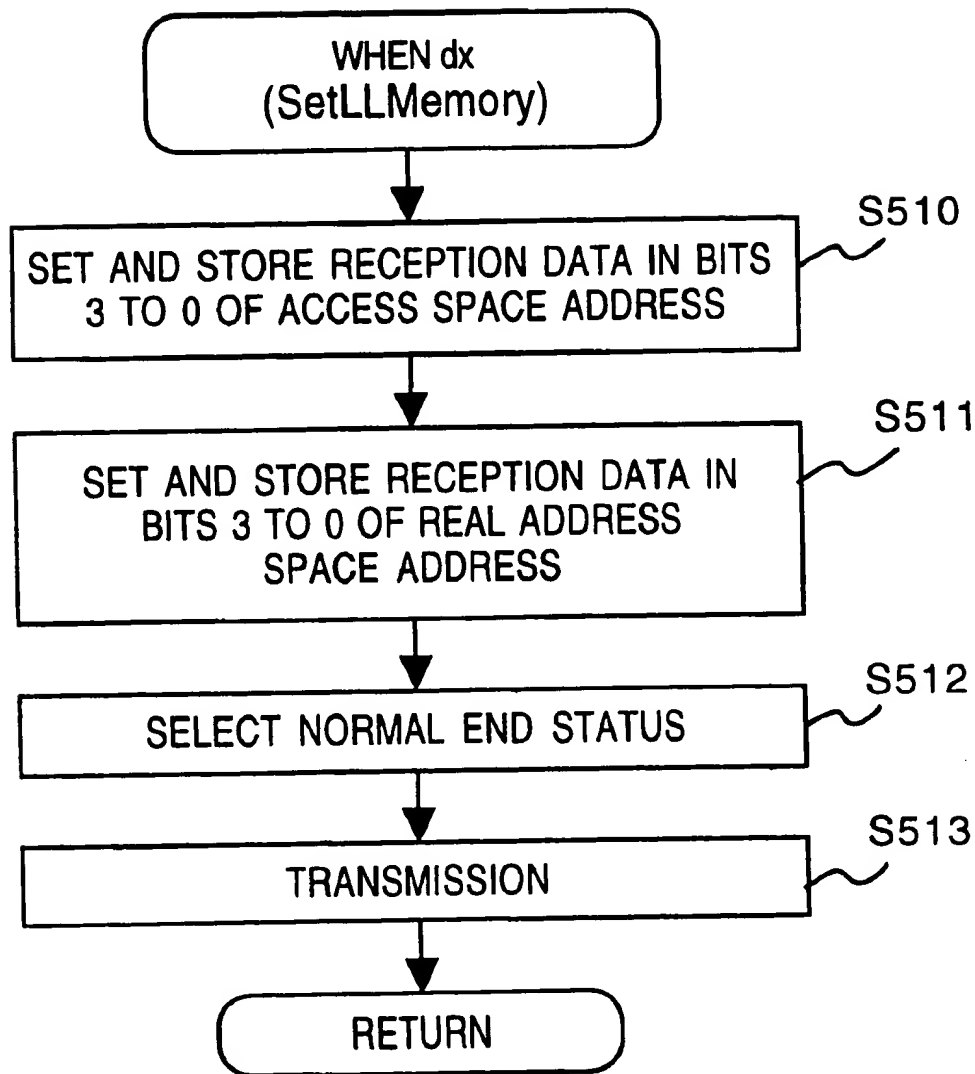 WHEN dx
(SetLLMemory)
S510
SET AND STORE RECEPTION DATA IN BITS
3 TO 0 OF ACCESS SPACE ADDRESS
S511
SET AND STORE RECEPTION DATA IN
BITS 3 TO 0 OF REAL ADDRESS
SPACE ADDRESS
S512
SELECT NORMAL END STATUS
S513
TRANSMISSION
RETURN